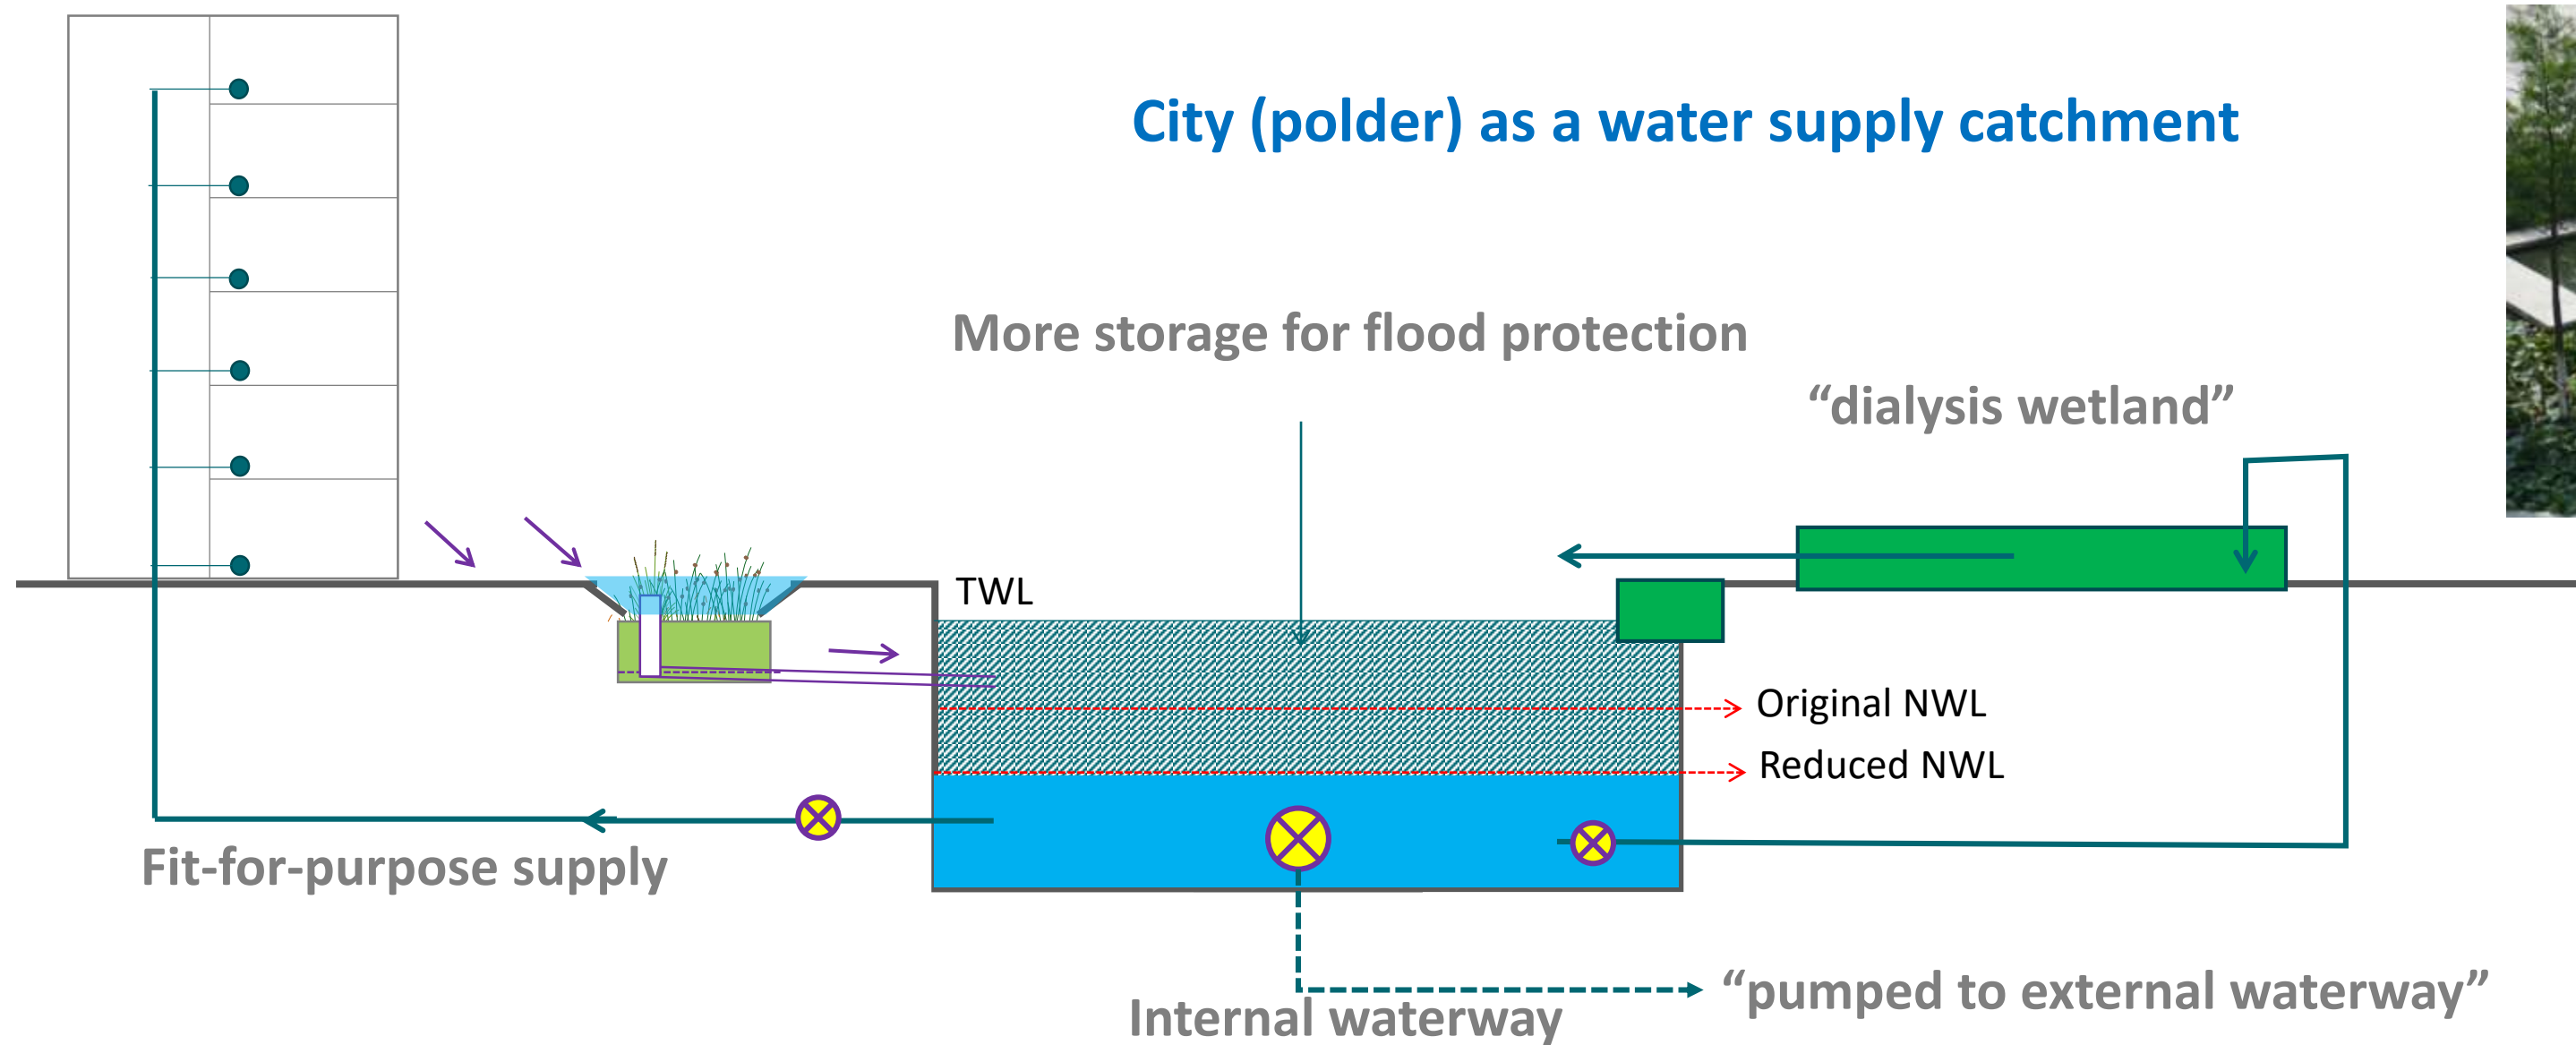 City (polder) as a water supply catchment
More storage for flood protection
“dialysis wetland”
TWL
Original NWL
Reduced NWL
Fit-for-purpose supply
“pumped to external waterway”
Internal waterway